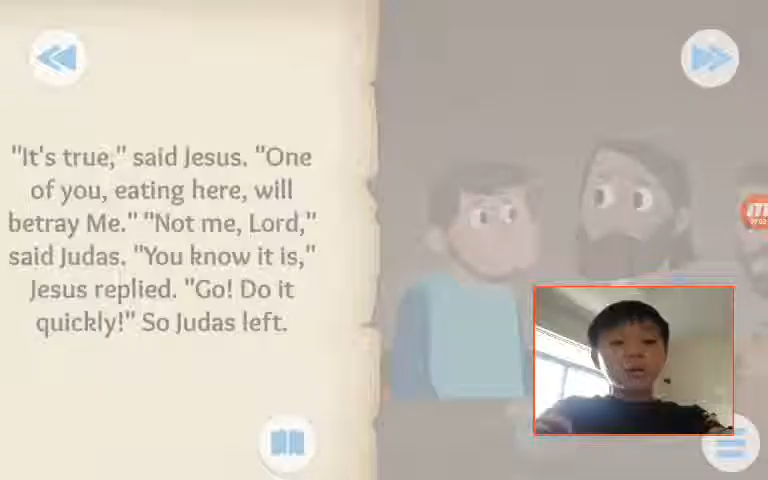 "It's true," said Jesus. "One
of you, eating here, will
betray Me." "Not me, Lord,"
said Judas. "You know it is,"
Jesus replied. "Go! Do it
quickly!" So Judas left.